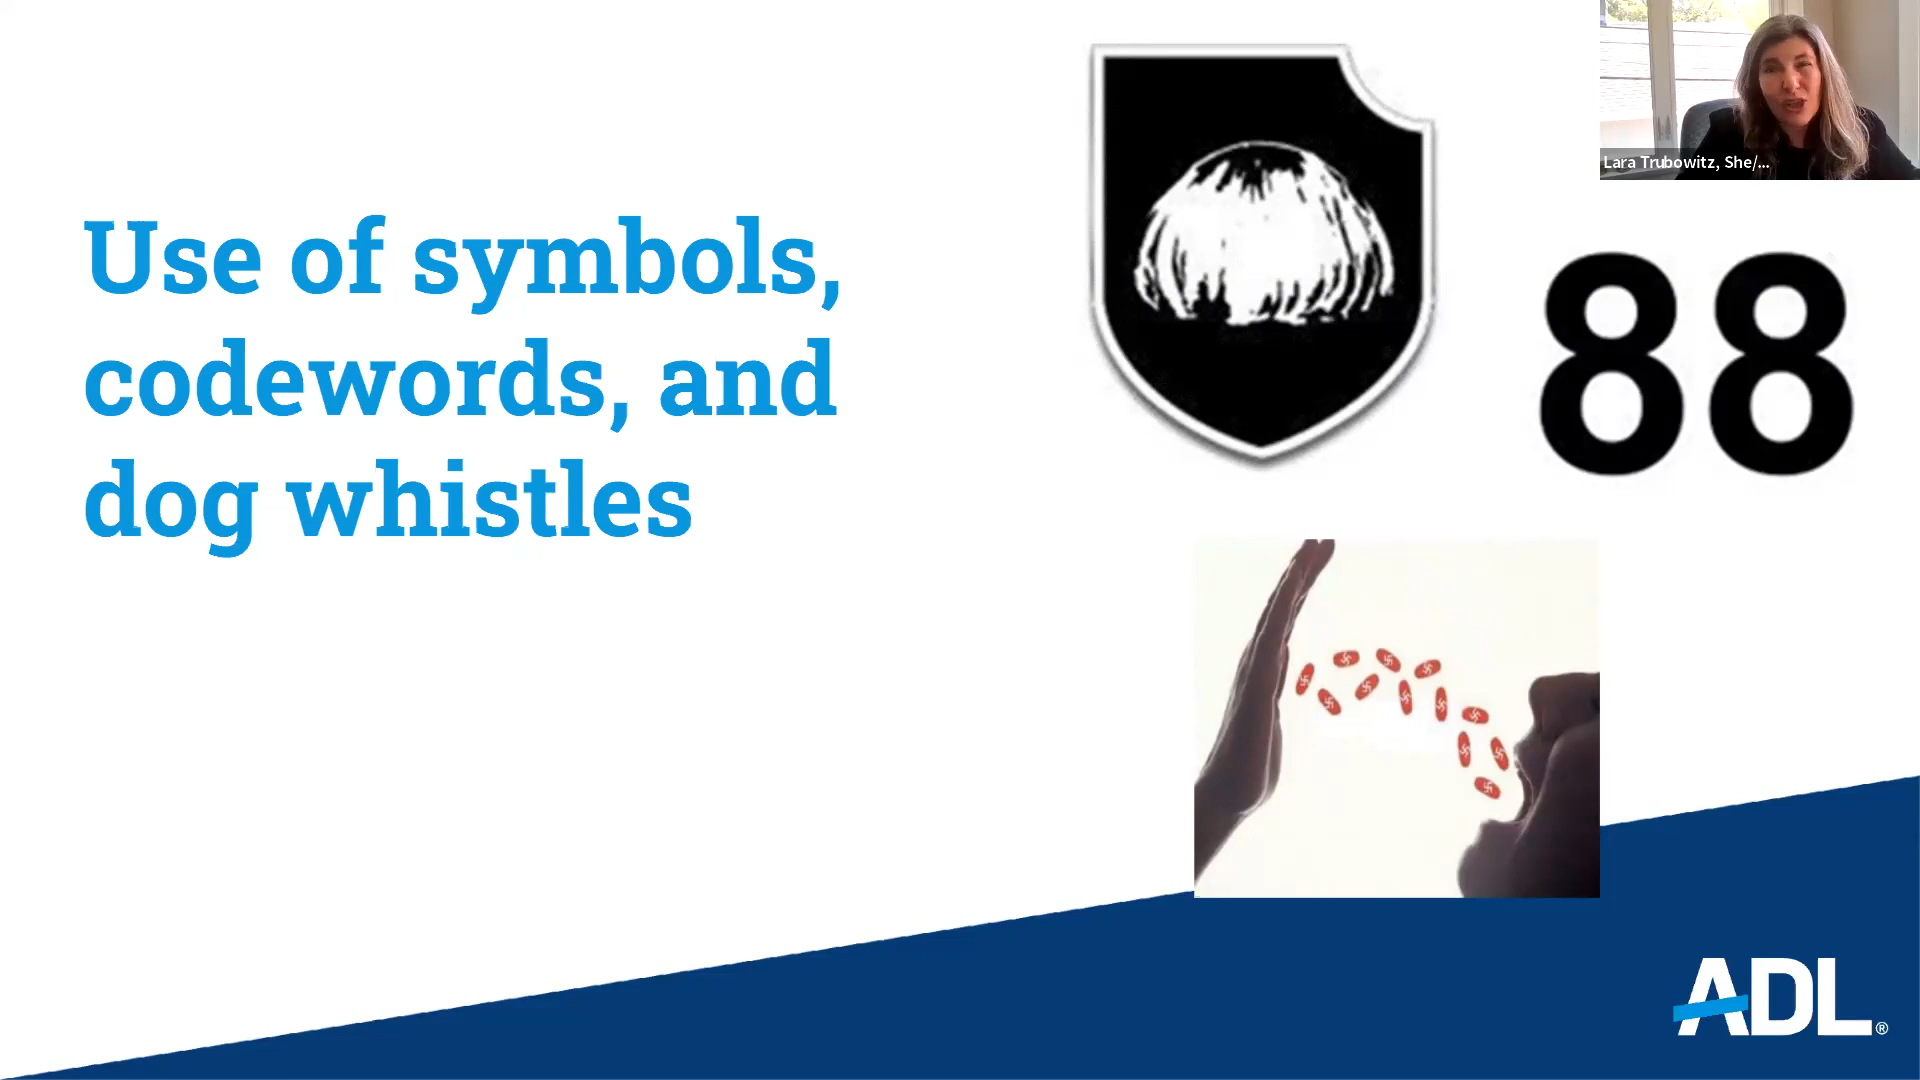 Use of symbols,
codewords, and
dog whistles
88
Lara Trubowitz, She/...
ADL®